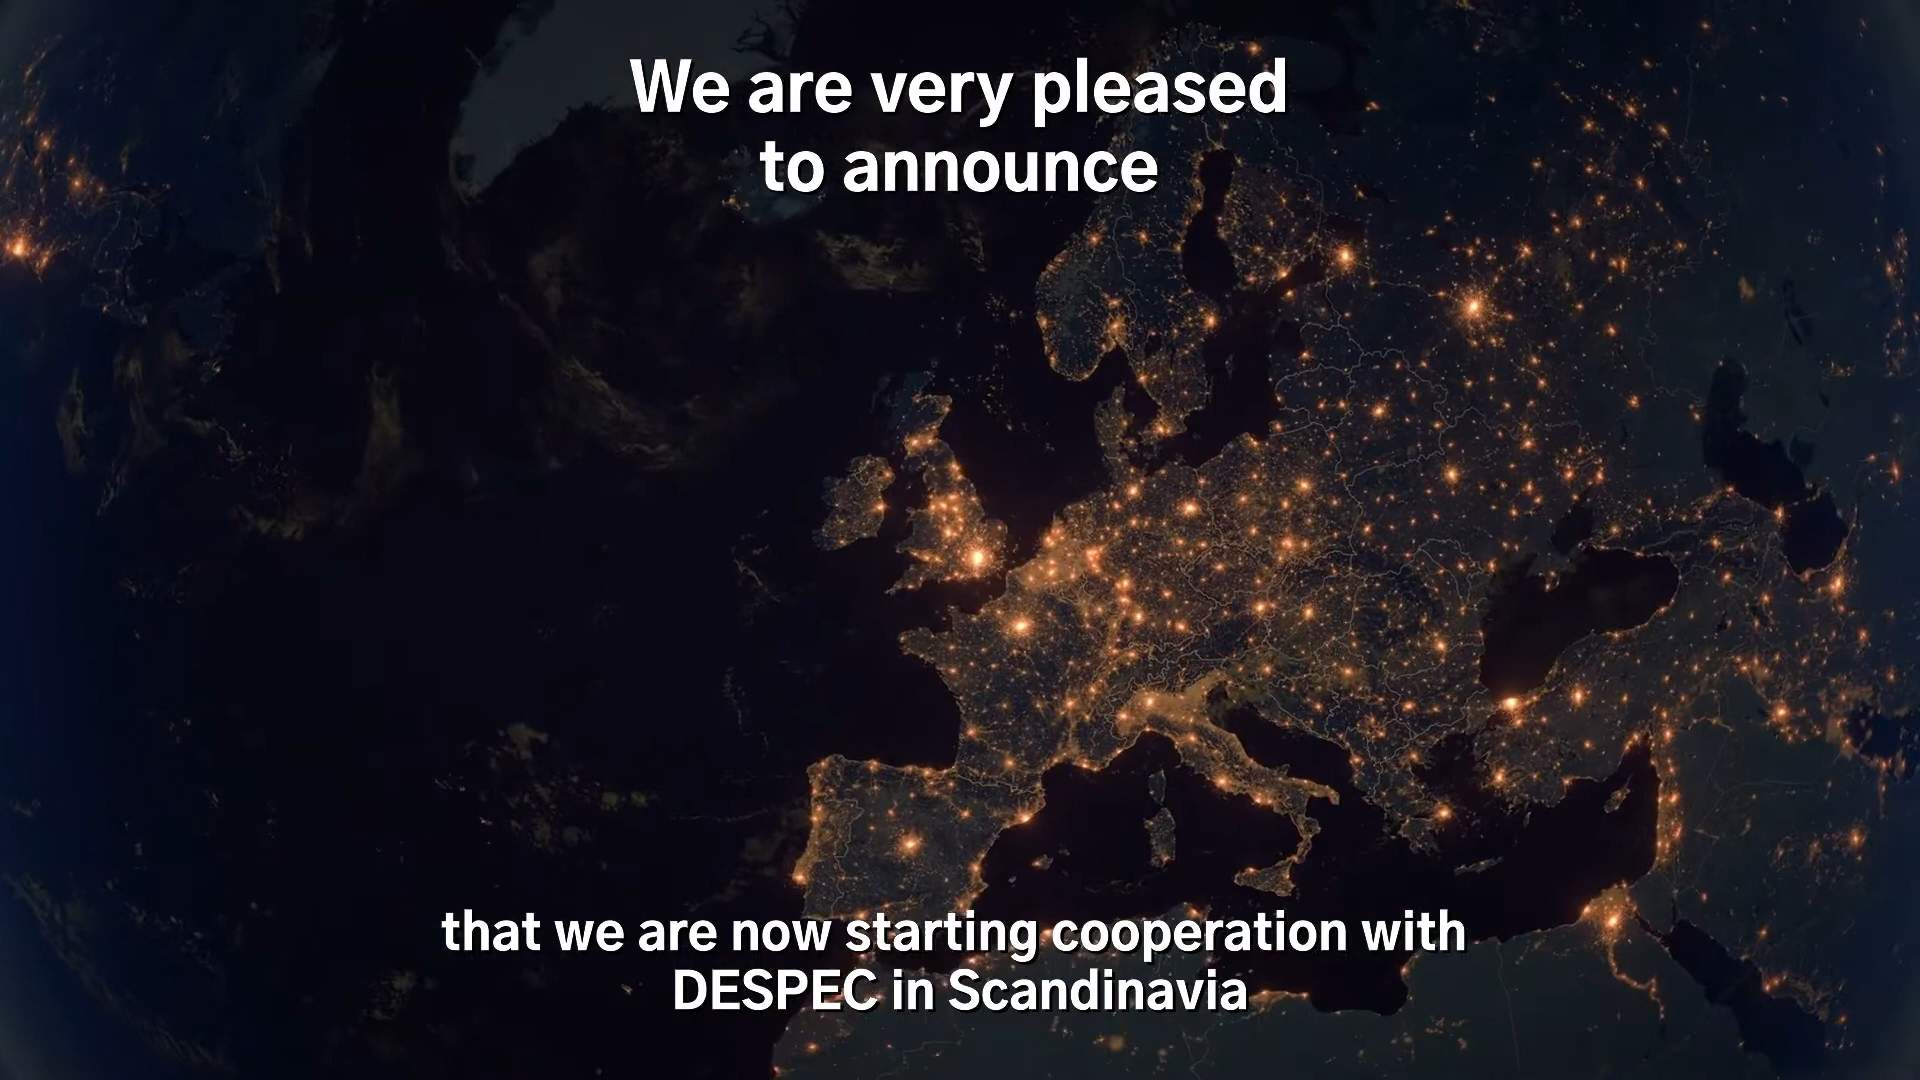 We are very pleased
to announce
that we are now starting cooperation with
DESPEC in Scandinavia